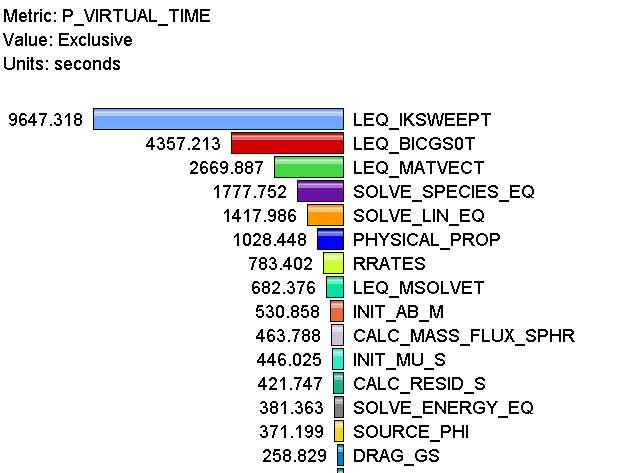 Metric: P_VIRTUAL_TIME
Value: Exclusive
Units: seconds
9647.318 LEQ_IKSWEEPT
4357.213 LEQ_BICGS0T
2669.887 LEQ_MATVECT
1777.752 SOLVE_SPECIES_EQ
1417.986 SOLVE_LIN_EQ
1028.448 PHYSICAL_PROP
783.402 RRATES
682.376 LEQ_MSOLVET
530.858 INIT_AB_M
463.788 CALC_MASS_FLUX_SPHR
446.025 INIT_MU_S
421.747 CALC_RESID_S
381.363 SOLVE_ENERGY_EQ
371.199 SOURCE_PHI
258.829 DRAG_GS